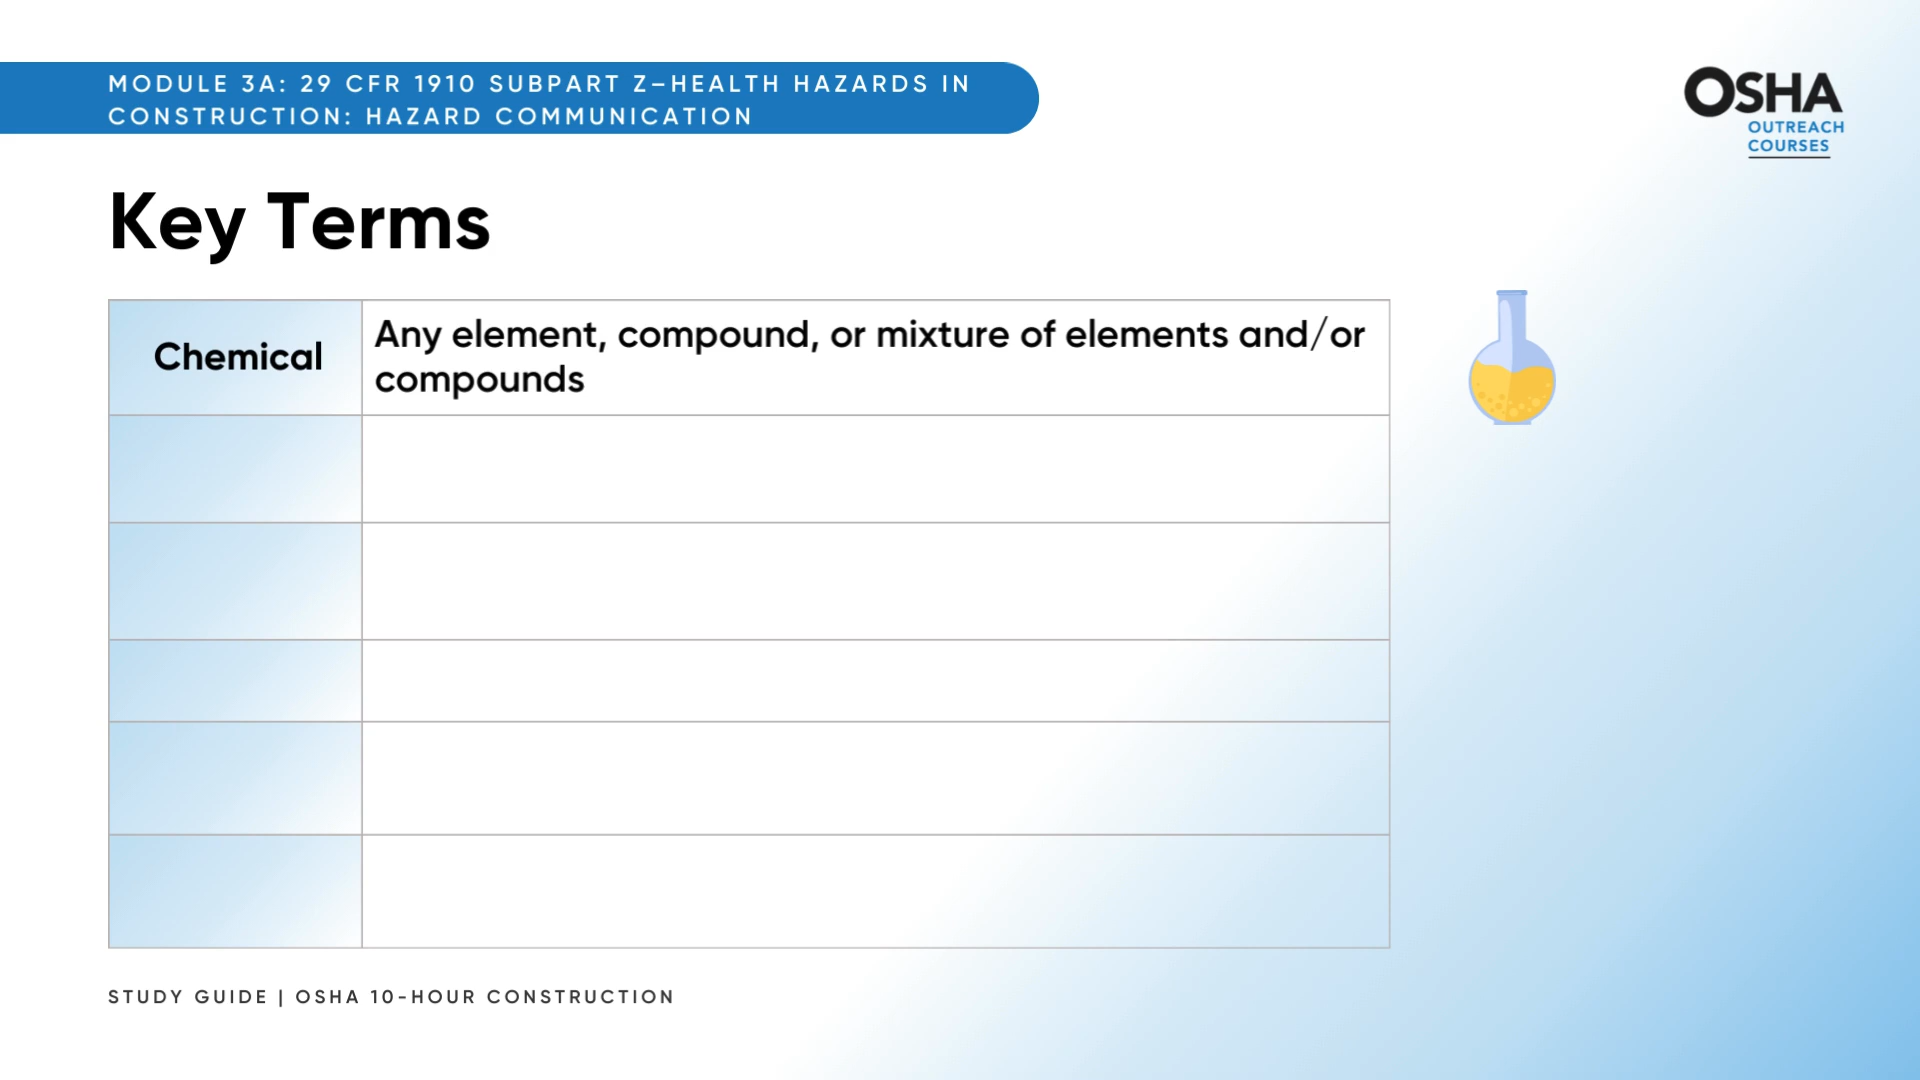 MODULE 3A: 29 CFR 1910 SUBPART Z–HEALTH HAZARDS IN
CONSTRUCTION: HAZARD COMMUNICATION
OSHA
OUTREACH
COURSES
Key Terms
Chemical
Any element, compound, or mixture of elements and/or
compounds
STUDY GUIDE | OSHA 10-HOUR CONSTRUCTION